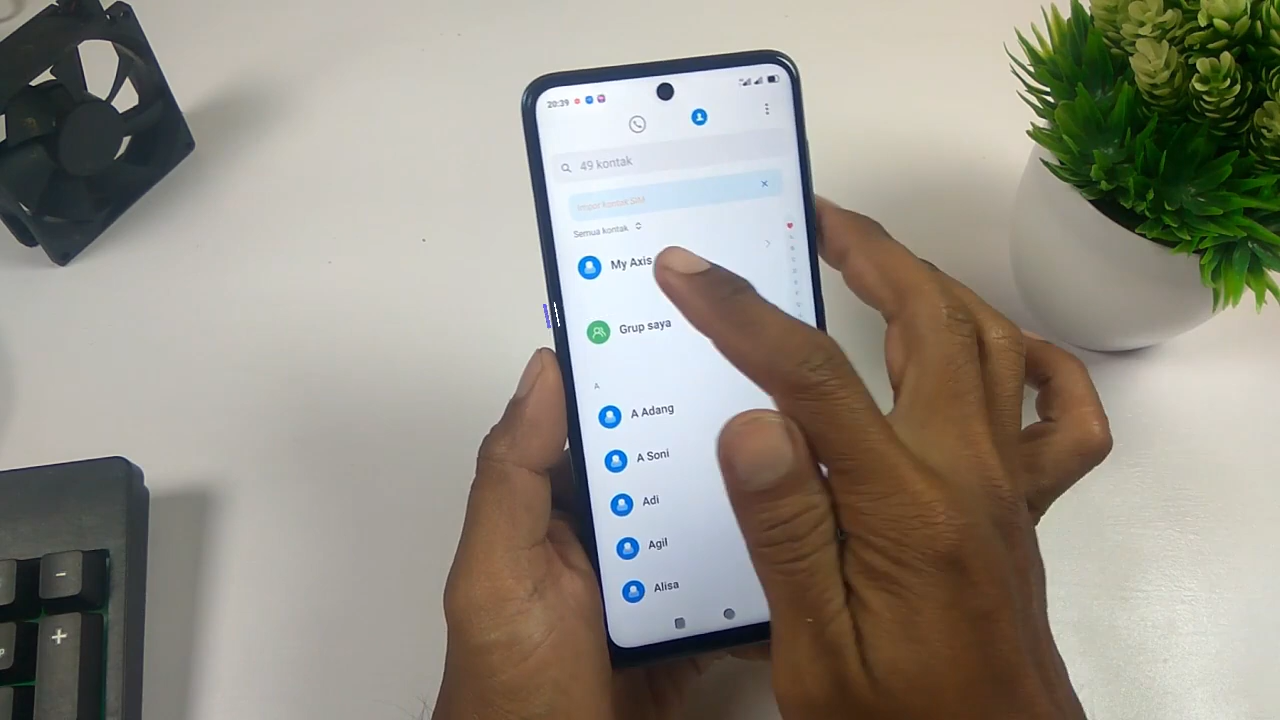 20:39
49 kontak
Impor kontak SIM
Semua kontak
My Axis
Grup saya
A
A Adang
A Soni
Adi
Agil
Alisa
-
+